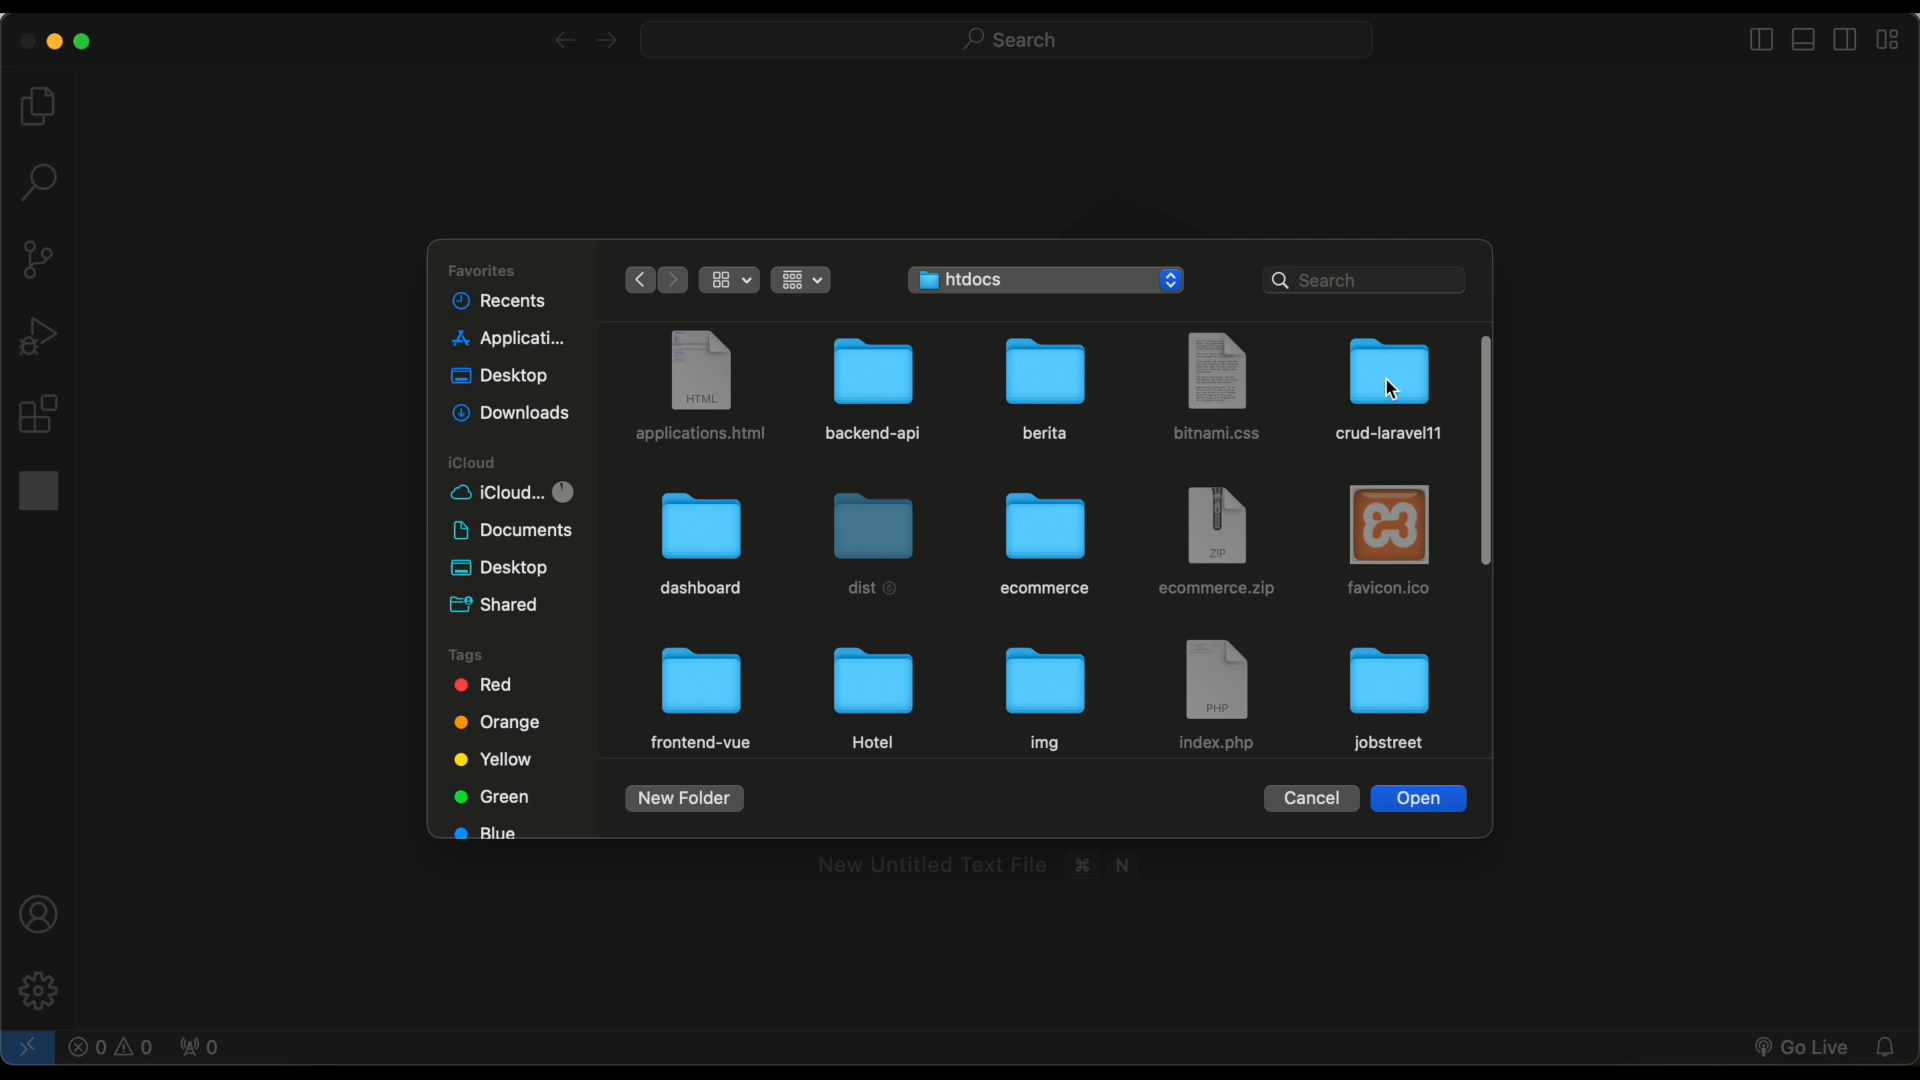 Search
Favorites
Recents
Applicati...
Desktop
Downloads
iCloud
iCloud...
Documents
Desktop
Shared
Tags
Red
Orange
Yellow
Green
Blue
htdocs
Search
HTML
applications.html
backend-api
berita
bitnami.css
crud-laravel11
dashboard
dist
ecommerce
ZIP
ecommerce.zip
favicon.ico
frontend-vue
Hotel
img
PHP
index.php
jobstreet
New Folder
Cancel
Open
New Untitled Text File ⌘ N
0 0 0
Go Live